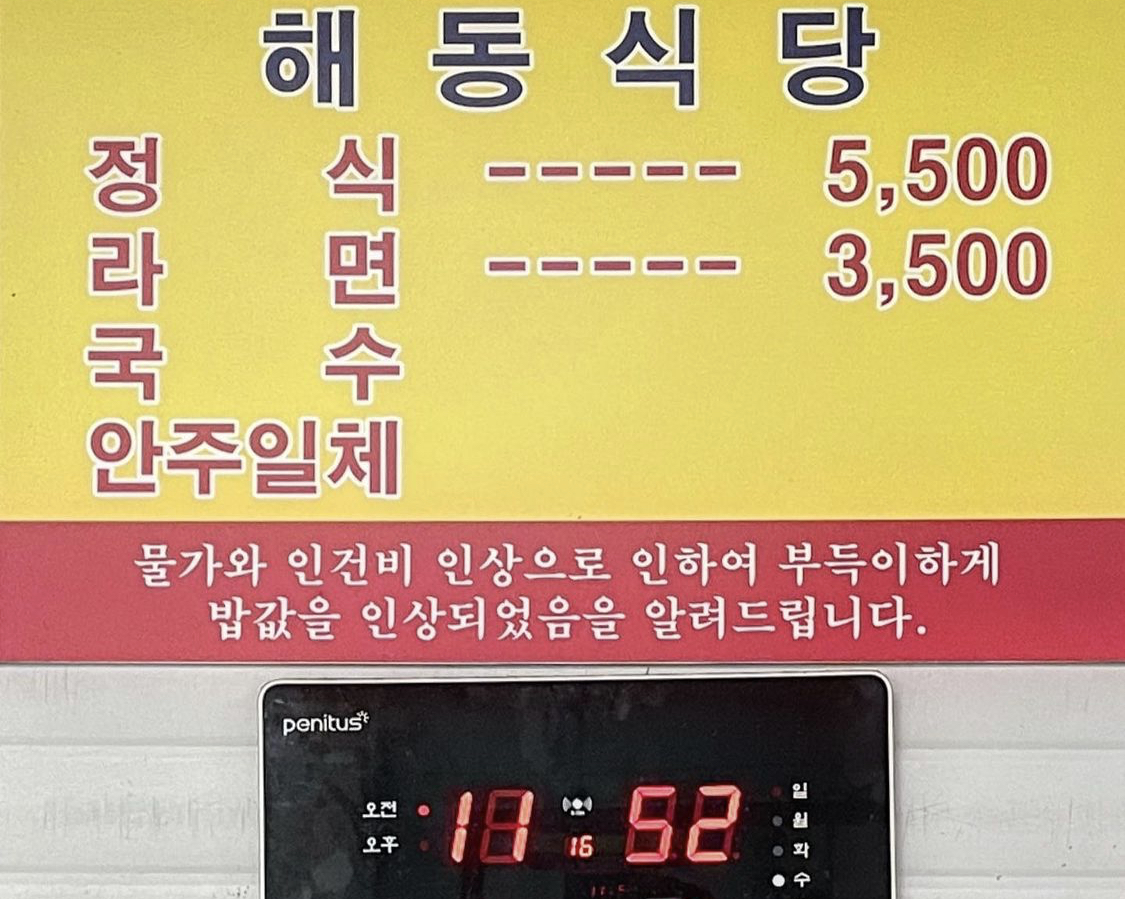 해동식당
정식 ----- 5,500
라면 ----- 3,500
국수
안주일체
물가와 인건비 인상으로 인하여 부득이하게
밥값을 인상되었음을 알려드립니다.
penitus
오전 11 52 일
월
오후 16 화
수